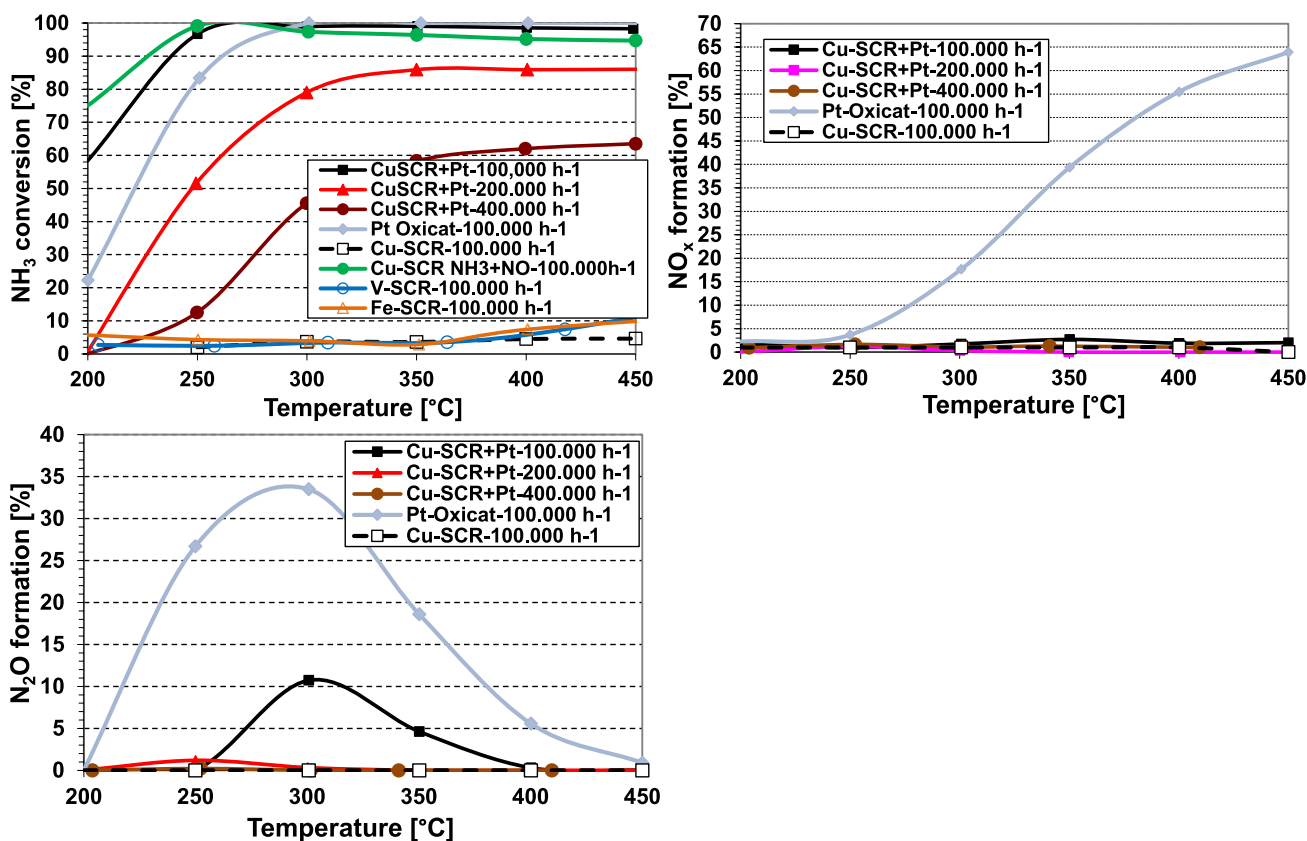 NH3 conversion [%]
100
90
80
70
60
50
40
30
20
10
0
CuSCR+Pt-100,000 h-1
CuSCR+Pt-200.000 h-1
CuSCR+Pt-400.000 h-1
Pt Oxicat-100.000 h-1
Cu-SCR-100.000 h-1
Cu-SCR NH3+NO-100.000h-1
V-SCR-100.000 h-1
Fe-SCR-100.000 h-1
200 250 300 350 400 450
Temperature [°C]
NOx formation [%]
70
65
60
55
50
45
40
35
30
25
20
15
10
5
0
Cu-SCR+Pt-100.000 h-1
Cu-SCR+Pt-200.000 h-1
Cu-SCR+Pt-400.000 h-1
Pt-Oxicat-100.000 h-1
Cu-SCR-100.000 h-1
200 250 300 350 400 450
Temperature [°C]
N2O formation [%]
40
35
30
25
20
15
10
5
0
Cu-SCR+Pt-100.000 h-1
Cu-SCR+Pt-200.000 h-1
Cu-SCR+Pt-400.000 h-1
Pt-Oxicat-100.000 h-1
Cu-SCR-100.000 h-1
200 250 300 350 400 450
Temperature [°C]